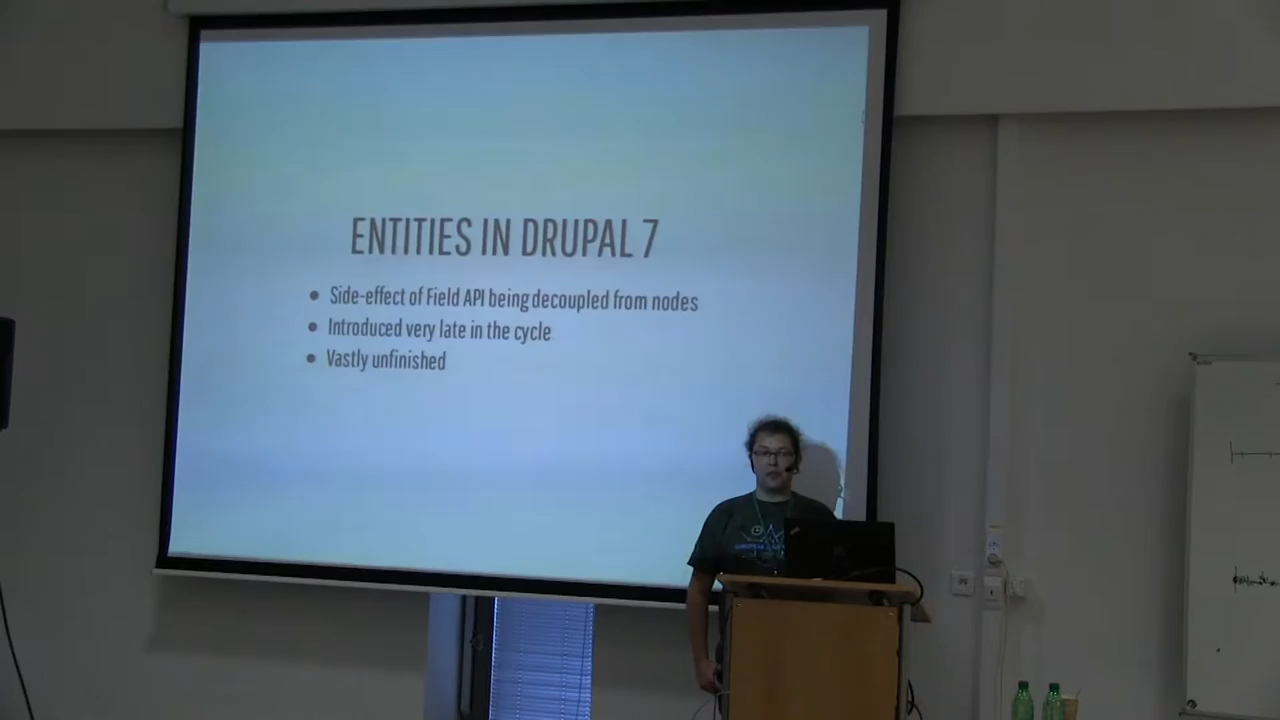 ENTITIES IN DRUPAL 7
Side-effect of Field API being decoupled from nodes
Introduced very late in the cycle
Vastly unfinished
EUROPEAN